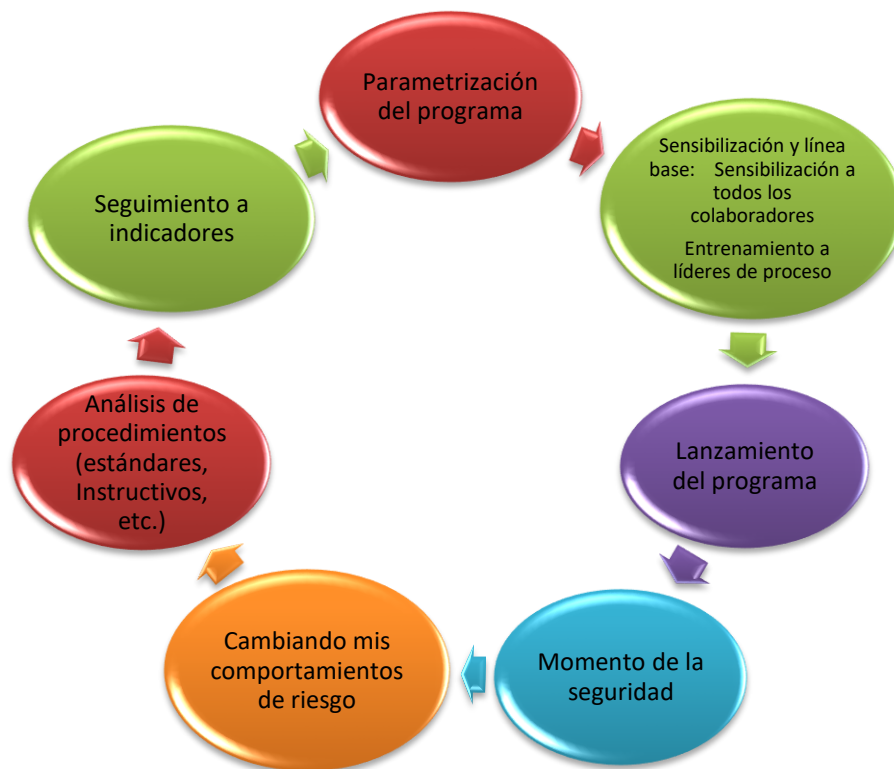 Parametrización
del programa
Sensibilización y línea
base: Sensibilización a
todos los
colaboradores
Entrenamiento a
líderes de proceso
Lanzamiento
del programa
Momento de la
seguridad
Cambiando mis
comportamientos
de riesgo
Análisis de
procedimientos
(estándares,
Instructivos,
etc.)
Seguimiento a
indicadores